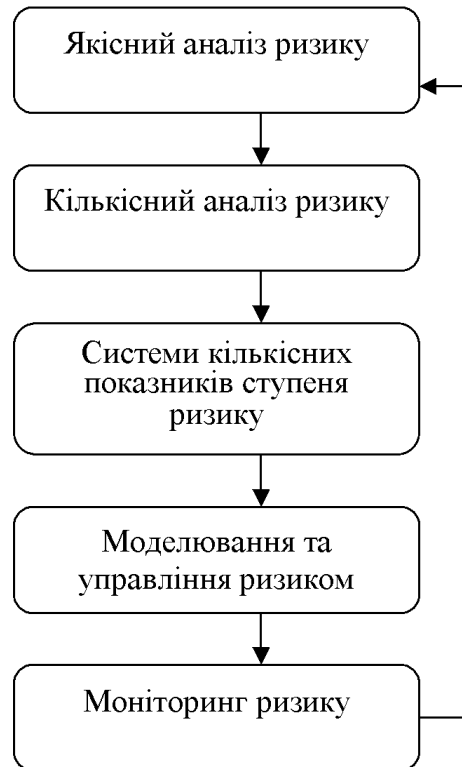 Якісний аналіз ризику
Кількісний аналіз ризику
Системи кількісних
показників ступеня
ризику
Моделювання та
управління ризиком
Моніторинг ризику